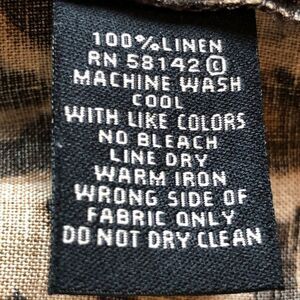 100%LINEN
RN 58142 ©
MACHINE WASH
COOL
WITH LIKE COLORS
NO BLEACH
LINE DRY
WARM IRON
WRONG SIDE OF
FABRIC ONLY
DO NOT DRY CLEAN